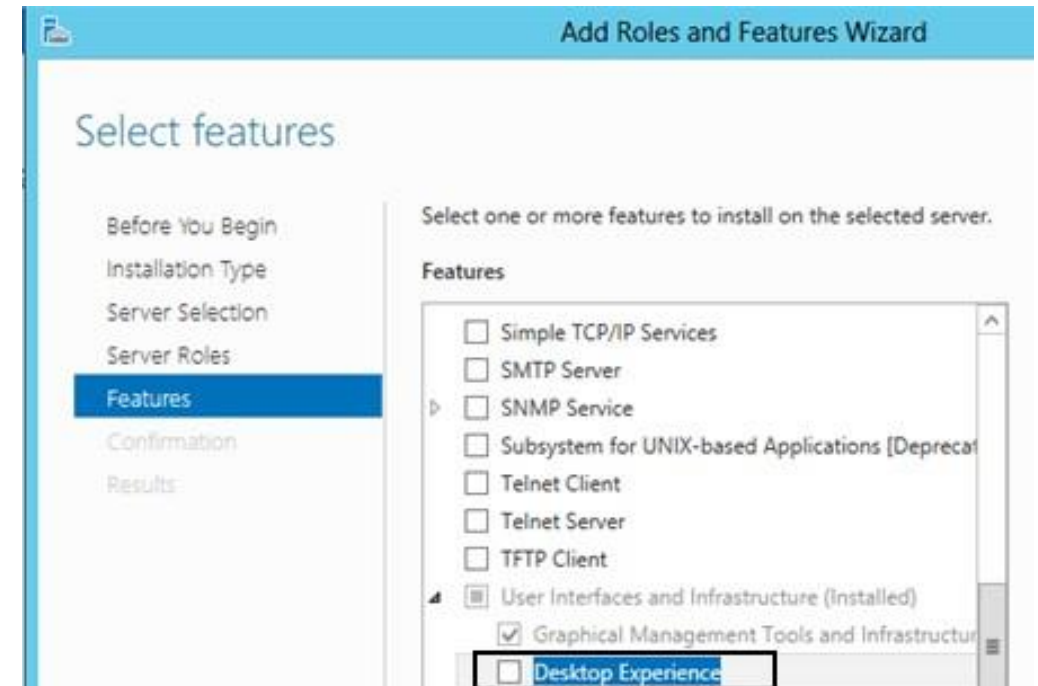 Add Roles and Features Wizard
Select features
Before You Begin
Installation Type
Server Selection
Server Roles
Features
Confirmation
Results
Select one or more features to install on the selected server.
Features
Simple TCP/IP Services
SMTP Server
SNMP Service
Subsystem for UNIX-based Applications [Deprecat
Telnet Client
Telnet Server
TFTP Client
User Interfaces and Infrastructure (Installed)
Graphical Management Tools and Infrastructur
Desktop Experience